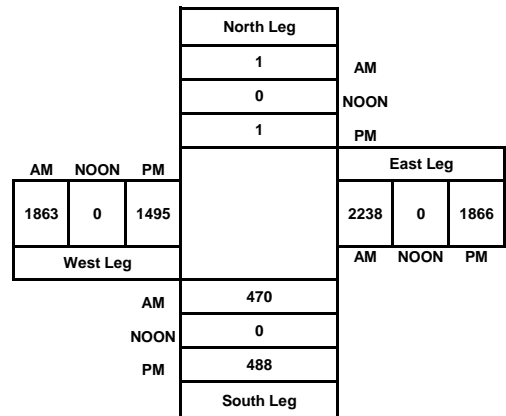 North Leg
1 AM
0 NOON
1 PM
AM NOON PM East Leg
1863 0 1495 2238 0 1866
West Leg AM NOON PM
AM 470
NOON 0
PM 488
South Leg